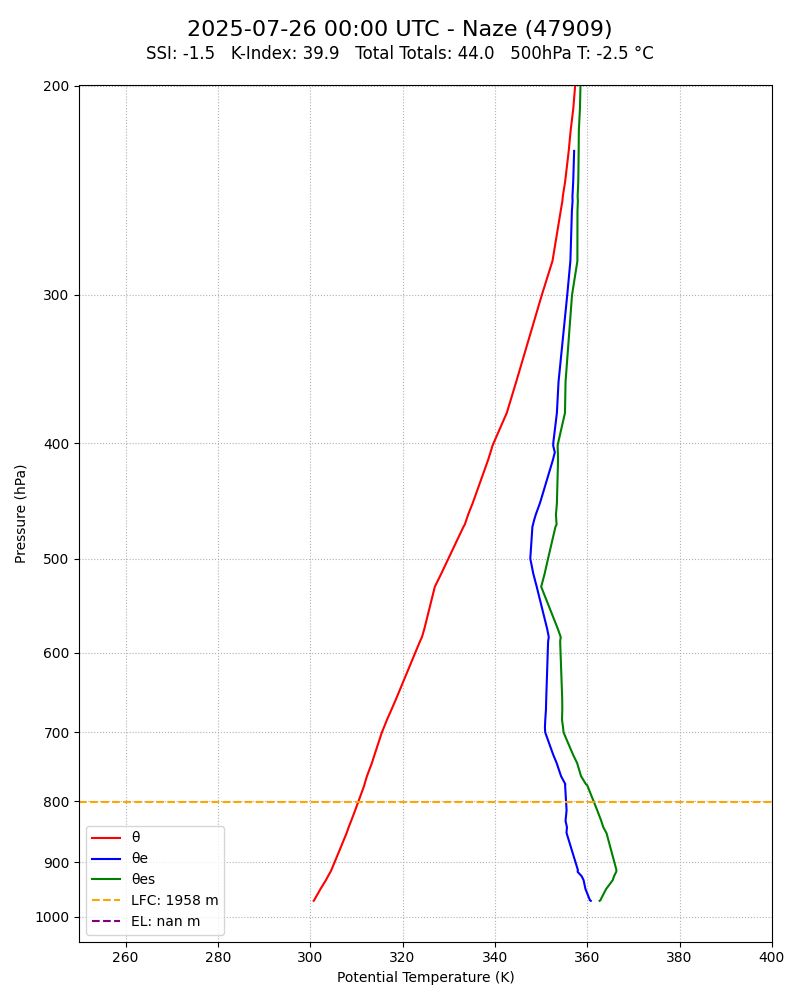 2025-07-26 00:00 UTC - Naze (47909)
SSI: -1.5   K-Index: 39.9   Total Totals: 44.0   500hPa T: -2.5 °C
200
300
400
500
600
700
800
900
1000
Pressure (hPa)
θ
θe
θes
LFC: 1958 m
EL: nan m
260 280 300 320 340 360 380 400
Potential Temperature (K)